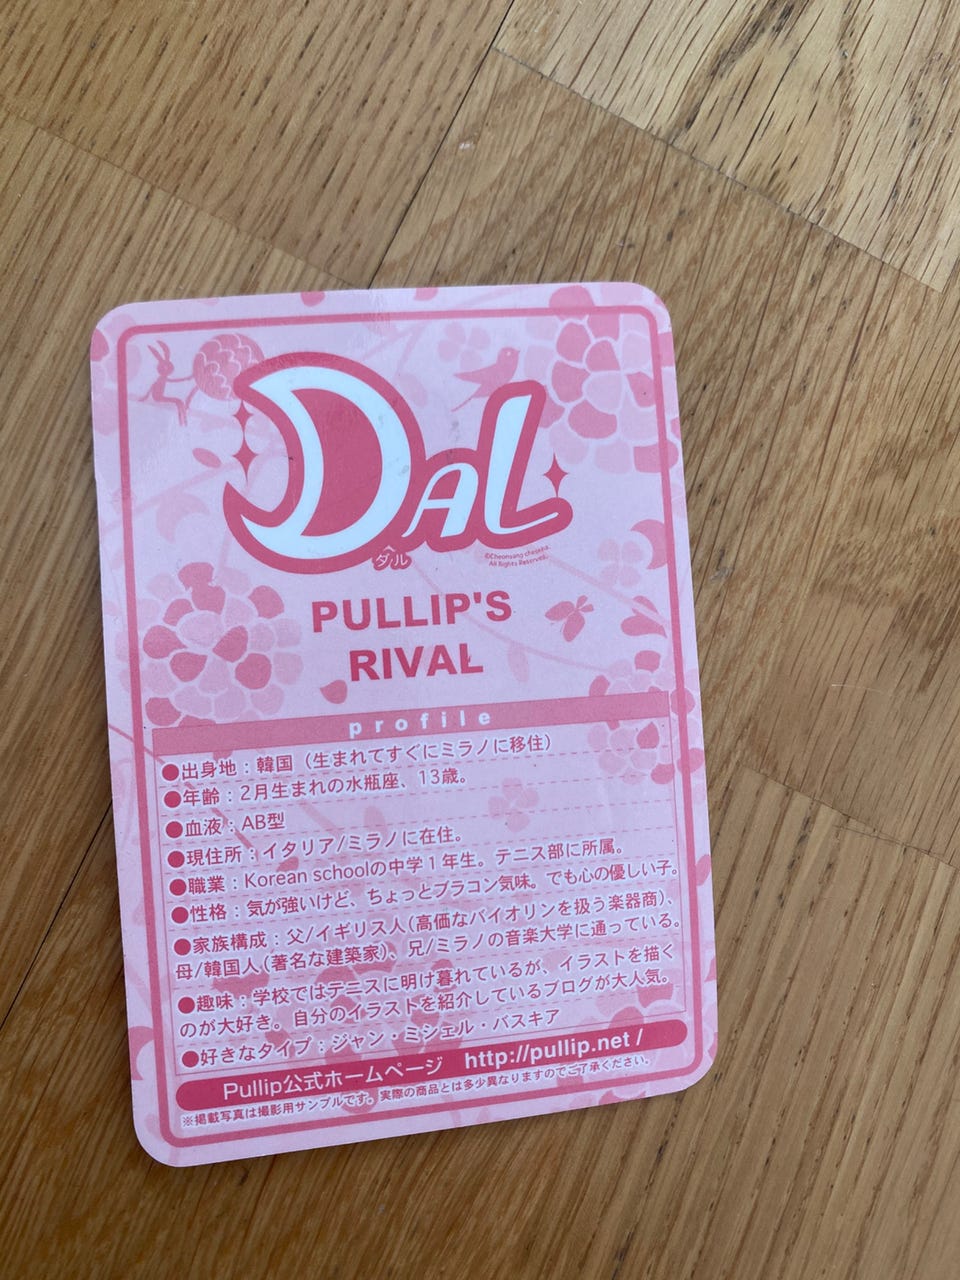 DAL
ダル
©Cheonsang cheonha.
All Rights Reserved.
PULLIP'S
RIVAL
profile
●出身地：韓国（生まれてすぐにミラノに移住）
●年齢：2月生まれの水瓶座、13歳。
●血液：AB型
●現住所：イタリア/ミラノに在住。
●職業：Korean schoolの中学１年生。テニス部に所属。
●性格：気が強いけど、ちょっとブラコン気味。でも心の優しい子。
●家族構成：父/イギリス人(高価なバイオリンを扱う楽器商)、
母/韓国人(著名な建築家)、兄/ミラノの音楽大学に通っている。
●趣味：学校ではテニスに明け暮れているが、イラストを描く
のが大好き。自分のイラストを紹介しているブログが大人気。
●好きなタイプ：ジャン・ミシェル・バスキア
Pullip公式ホームページ http://pullip.net/
※掲載写真は撮影用サンプルです。実際の商品とは多少異なりますのでご了承ください。